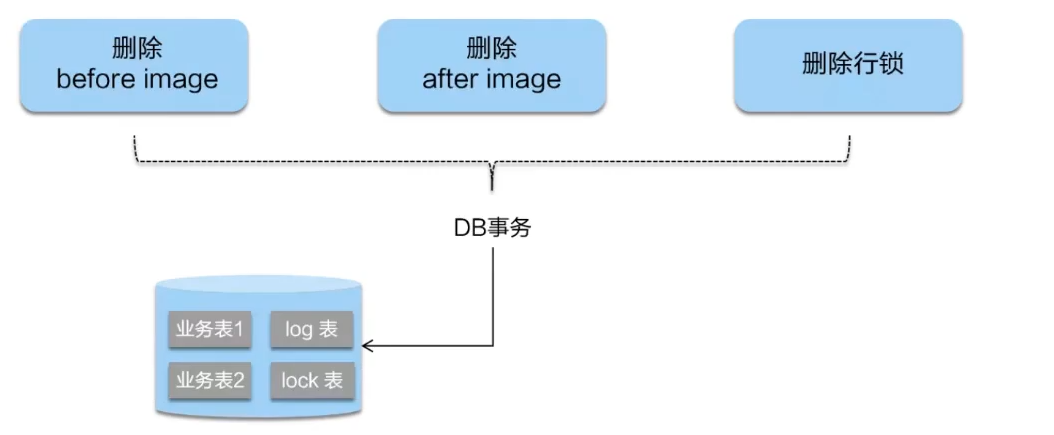 删除
before image
删除
after image
删除行锁
DB事务
业务表1
log 表
业务表2
lock 表